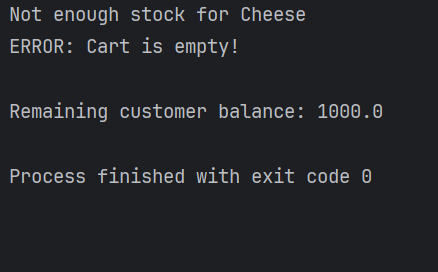 Not enough stock for Cheese
ERROR: Cart is empty!
Remaining customer balance: 1000.0
Process finished with exit code 0